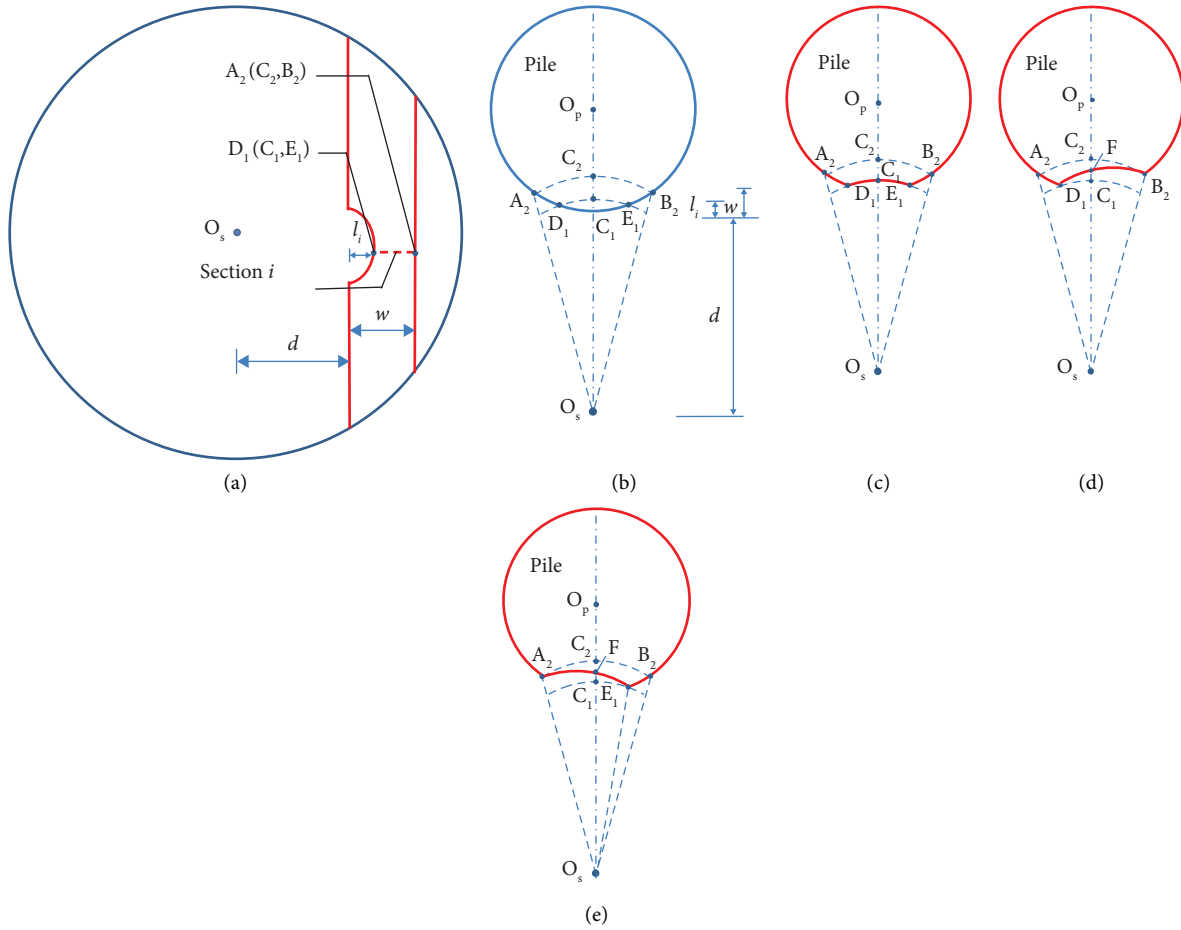 A₂ (C₂,B₂)
D₁ (C₁,E₁)
Oₛ
lᵢ
Section i
w
d
(a)
Pile
Oₚ
C₂
A₂
B₂
D₁
E₁
C₁
lᵢ
w
d
Oₛ
(b)
Pile
Oₚ
C₂
A₂
B₂
C₁
D₁
E₁
Oₛ
(c)
Pile
Oₚ
C₂
F
A₂
B₂
D₁
C₁
Oₛ
(d)
Pile
Oₚ
C₂
F
A₂
B₂
C₁
E₁
Oₛ
(e)